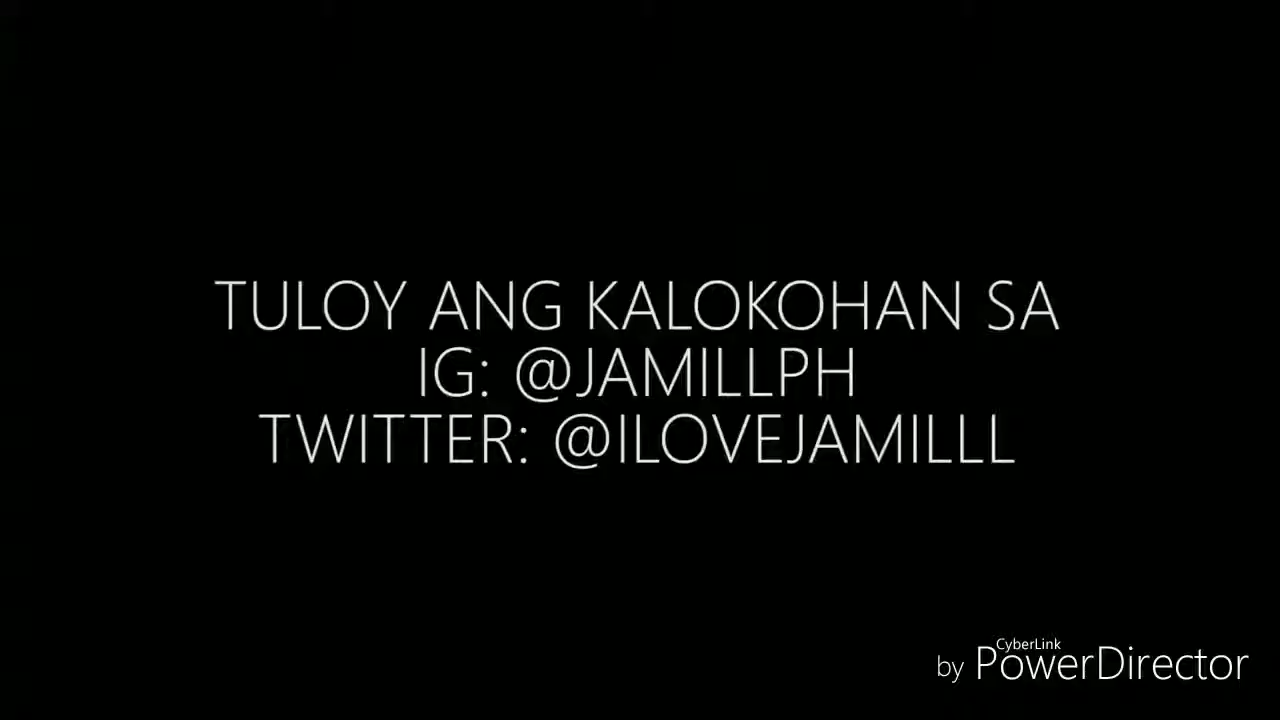 TULOY ANG KALOKOHAN SA
IG: @JAMILLPH
TWITTER: @ILOVEJAMILLL
CyberLink
by PowerDirector